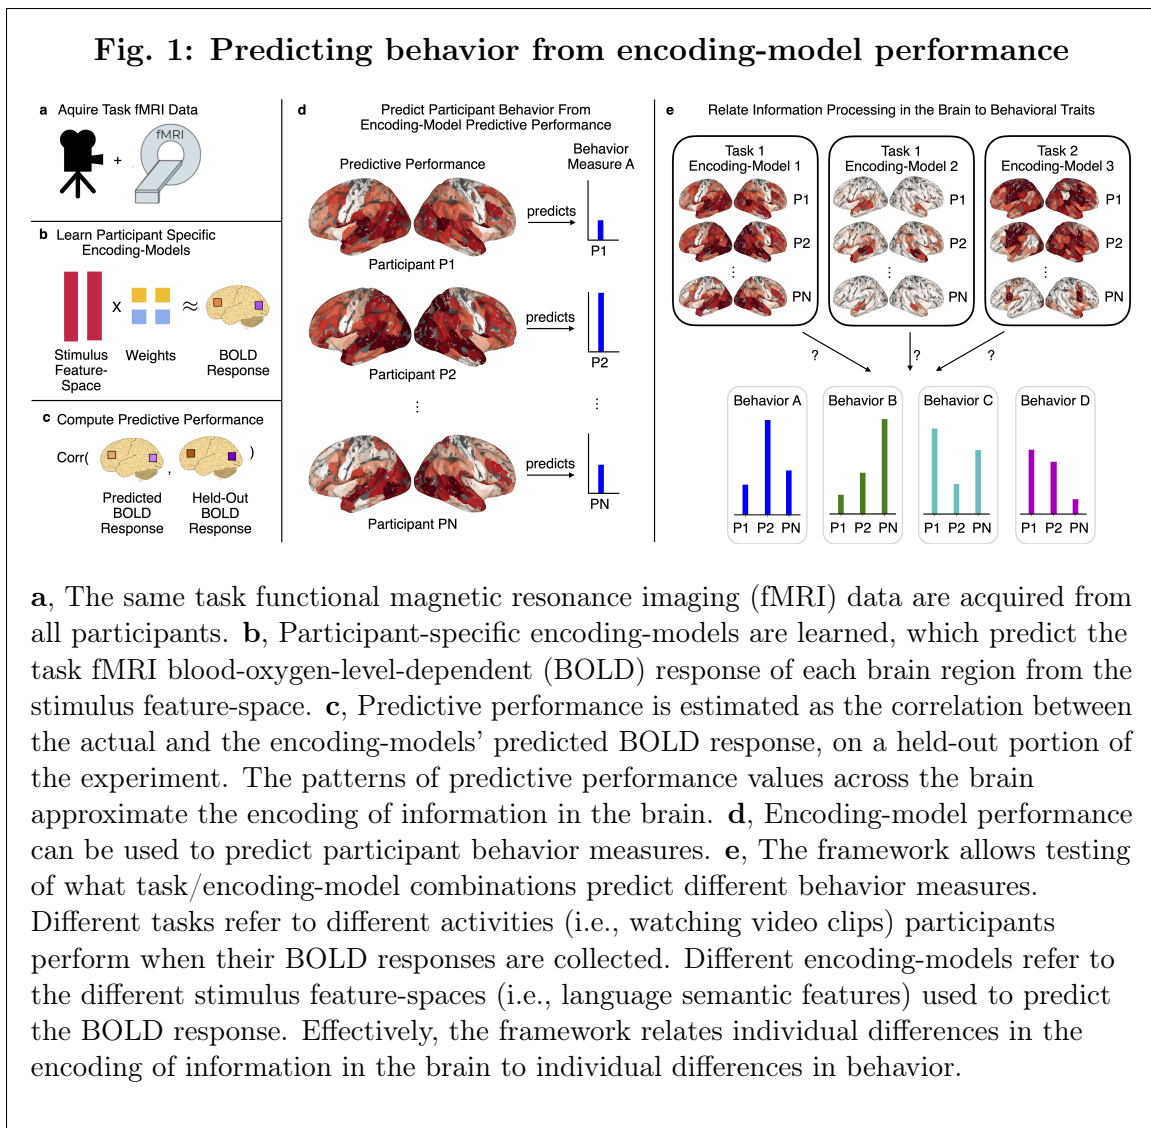 Fig. 1: Predicting behavior from encoding-model performance
a Aquire Task fMRI Data
fMRI
+
b Learn Participant Specific
Encoding-Models
X
≈
Stimulus
Feature-
Space
Weights
BOLD
Response
c Compute Predictive Performance
Corr(
,
)
Predicted
BOLD
Response
Held-Out
BOLD
Response
d Predict Participant Behavior From
Encoding-Model Predictive Performance
Predictive Performance
Behavior
Measure A
predicts
P1
Participant P1
predicts
P2
Participant P2
⋮
⋮
predicts
PN
Participant PN
e Relate Information Processing in the Brain to Behavioral Traits
Task 1
Encoding-Model 1
P1
P2
⋮
PN
Task 1
Encoding-Model 2
P1
P2
⋮
PN
Task 2
Encoding-Model 3
P1
P2
⋮
PN
?
?
?
Behavior A
P1 P2 PN
Behavior B
P1 P2 PN
Behavior C
P1 P2 PN
Behavior D
P1 P2 PN
a, The same task functional magnetic resonance imaging (fMRI) data are acquired from
all participants. b, Participant-specific encoding-models are learned, which predict the
task fMRI blood-oxygen-level-dependent (BOLD) response of each brain region from the
stimulus feature-space. c, Predictive performance is estimated as the correlation between
the actual and the encoding-models' predicted BOLD response, on a held-out portion of
the experiment. The patterns of predictive performance values across the brain
approximate the encoding of information in the brain. d, Encoding-model performance
can be used to predict participant behavior measures. e, The framework allows testing
of what task/encoding-model combinations predict different behavior measures.
Different tasks refer to different activities (i.e., watching video clips) participants
perform when their BOLD responses are collected. Different encoding-models refer to
the different stimulus feature-spaces (i.e., language semantic features) used to predict
the BOLD response. Effectively, the framework relates individual differences in the
encoding of information in the brain to individual differences in behavior.